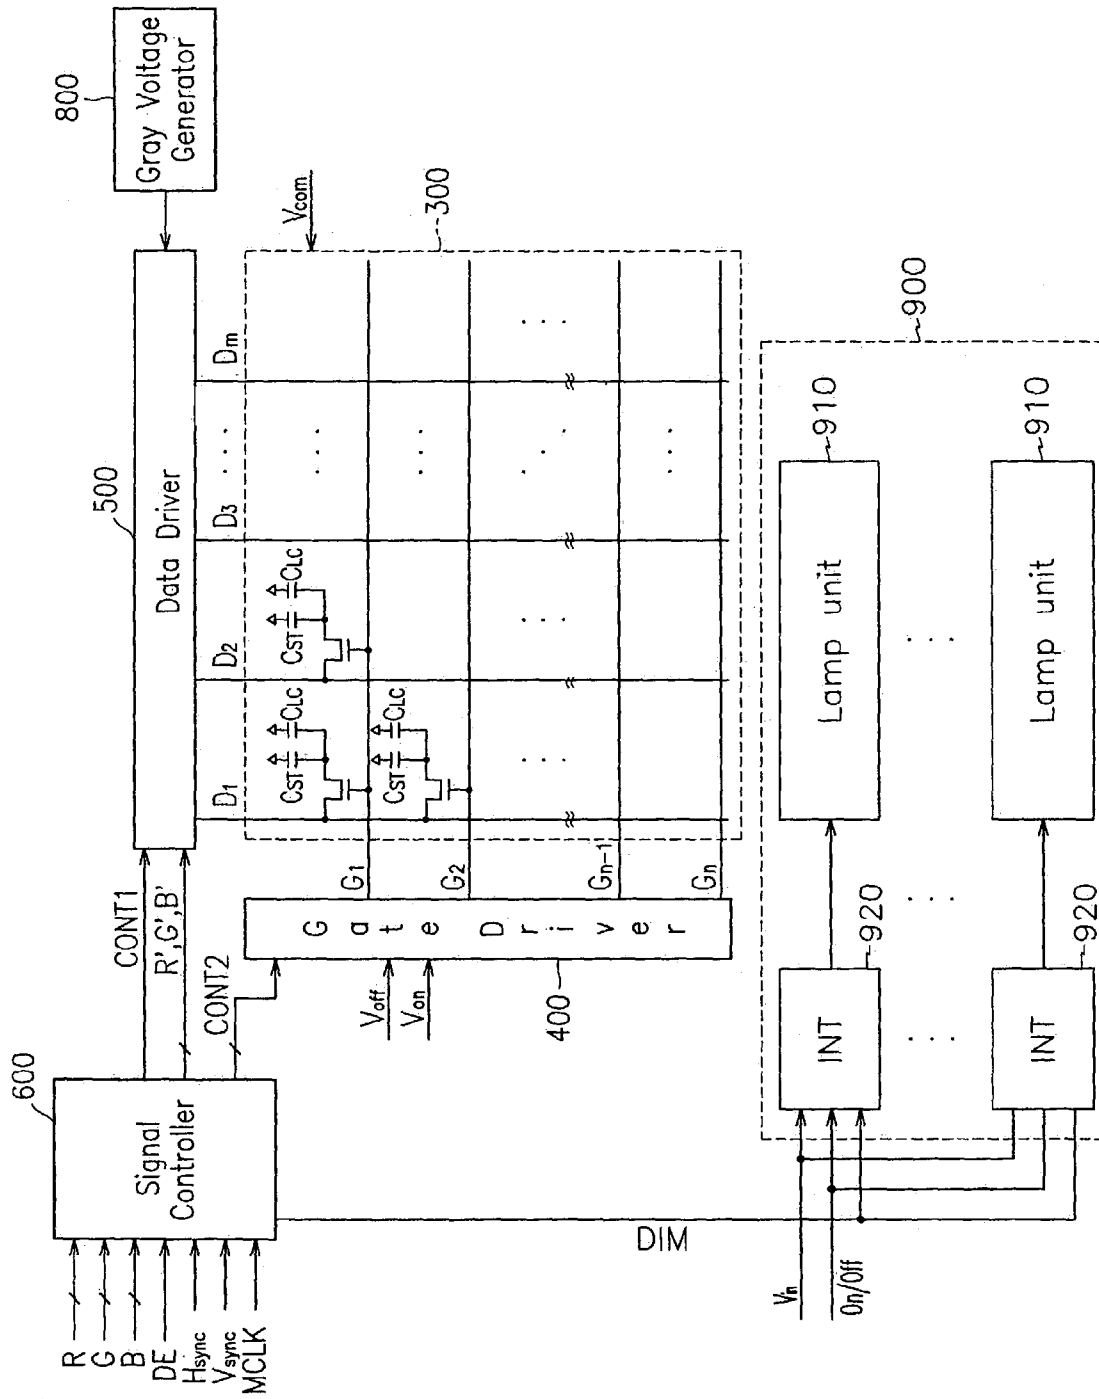 800
Gray Voltage
Generator
500
Data Driver
600
Signal
Controller
R
G
B
DE
Hsync
Vsync
MCLK
CONT1
R',G',B'
CONT2
D1
D2
D3
. . .
Dm
Vcom
300
CST
CLC
CST
CLC
CST
CLC
Voff
Von
Gate Driver
400
G1
G2
Gn-1
Gn
DIM
Vin
On/Off
900
INT
920
Lamp unit
910
. . .
. . .
INT
920
Lamp unit
910